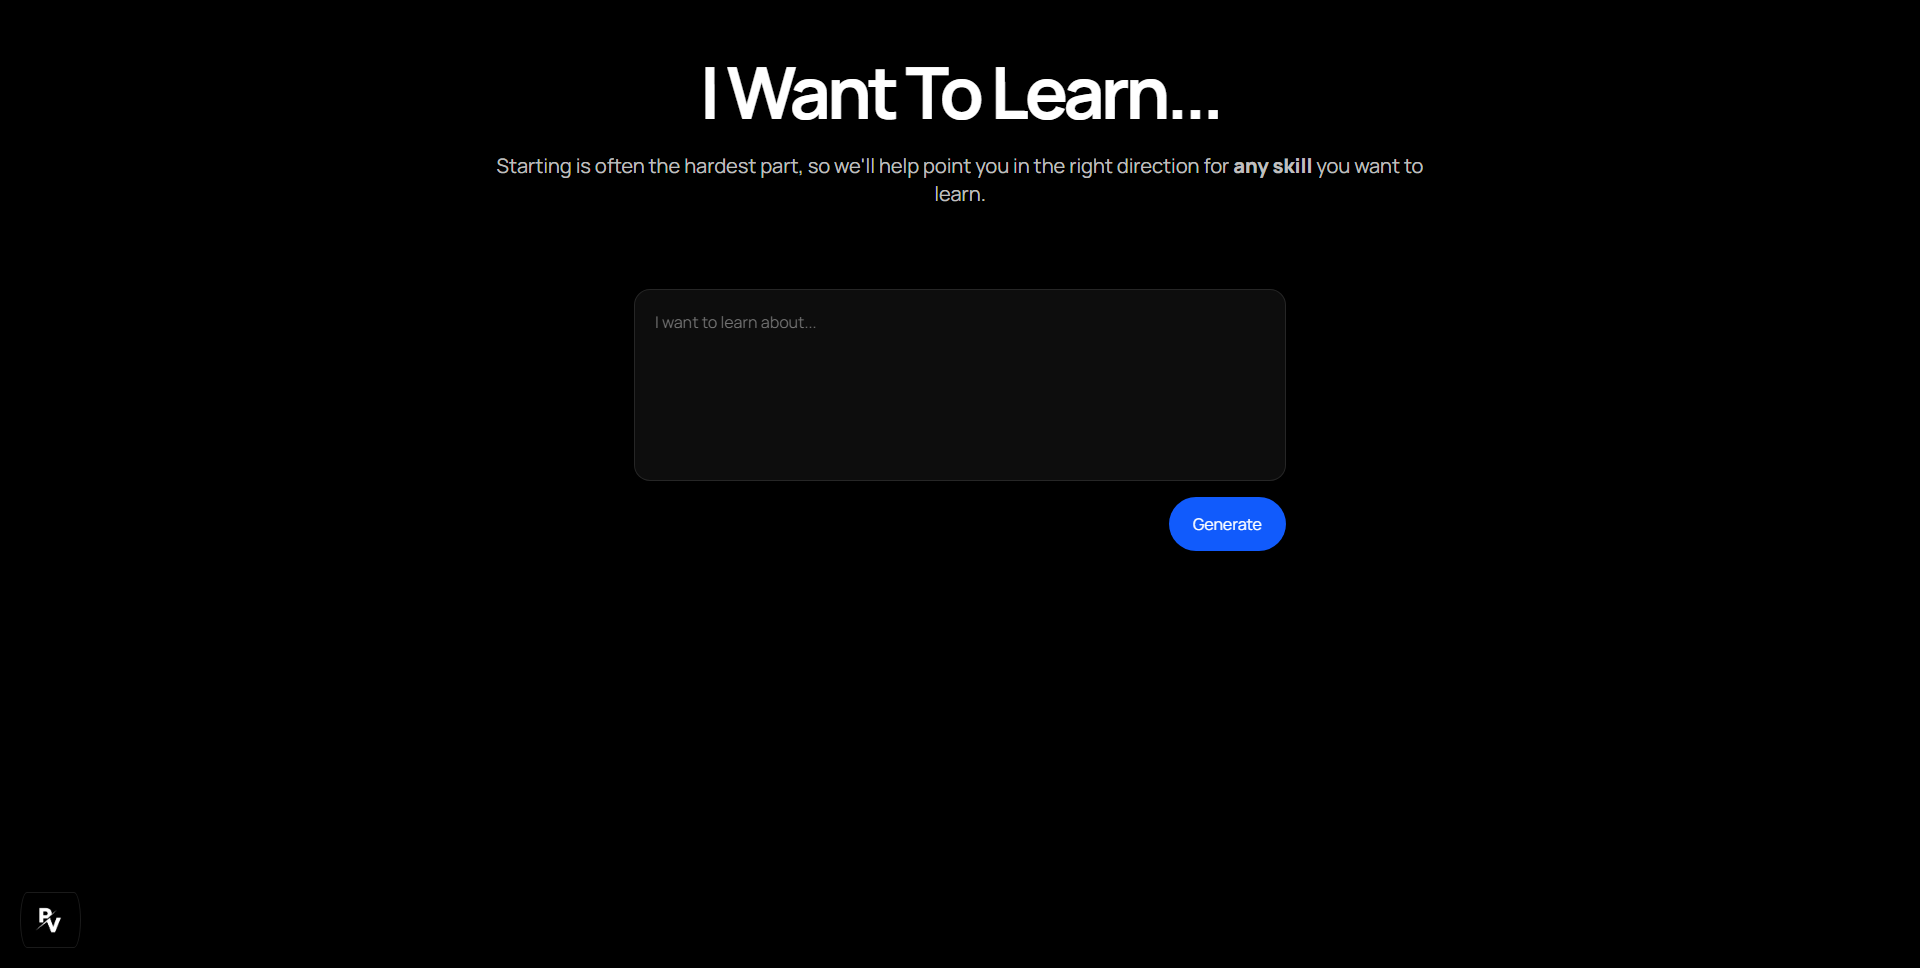 I Want To Learn...
Starting is often the hardest part, so we'll help point you in the right direction for any skill you want to
learn.
I want to learn about...
Generate
PV